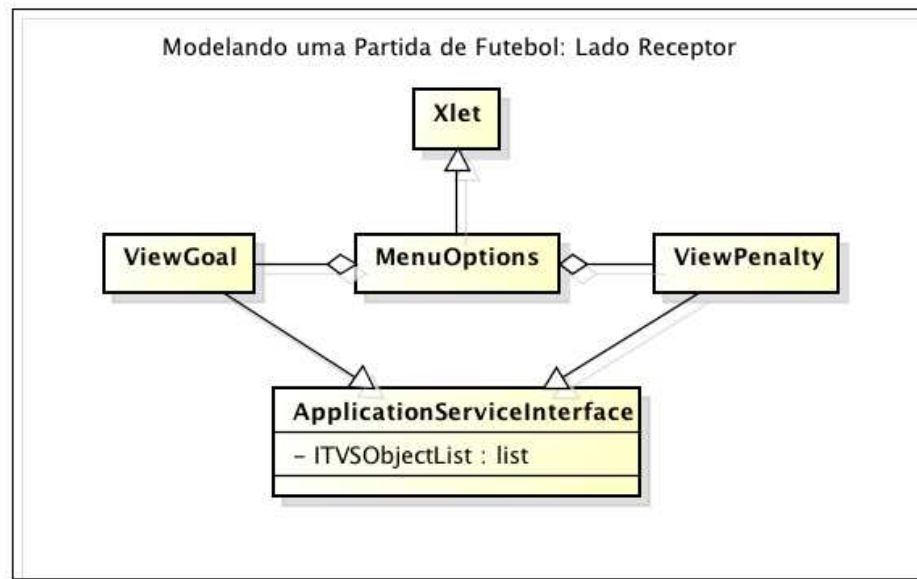 Modelando uma Partida de Futebol: Lado Receptor
Xlet
ViewGoal
MenuOptions
ViewPenalty
ApplicationServiceInterface
- ITVSObjectList : list